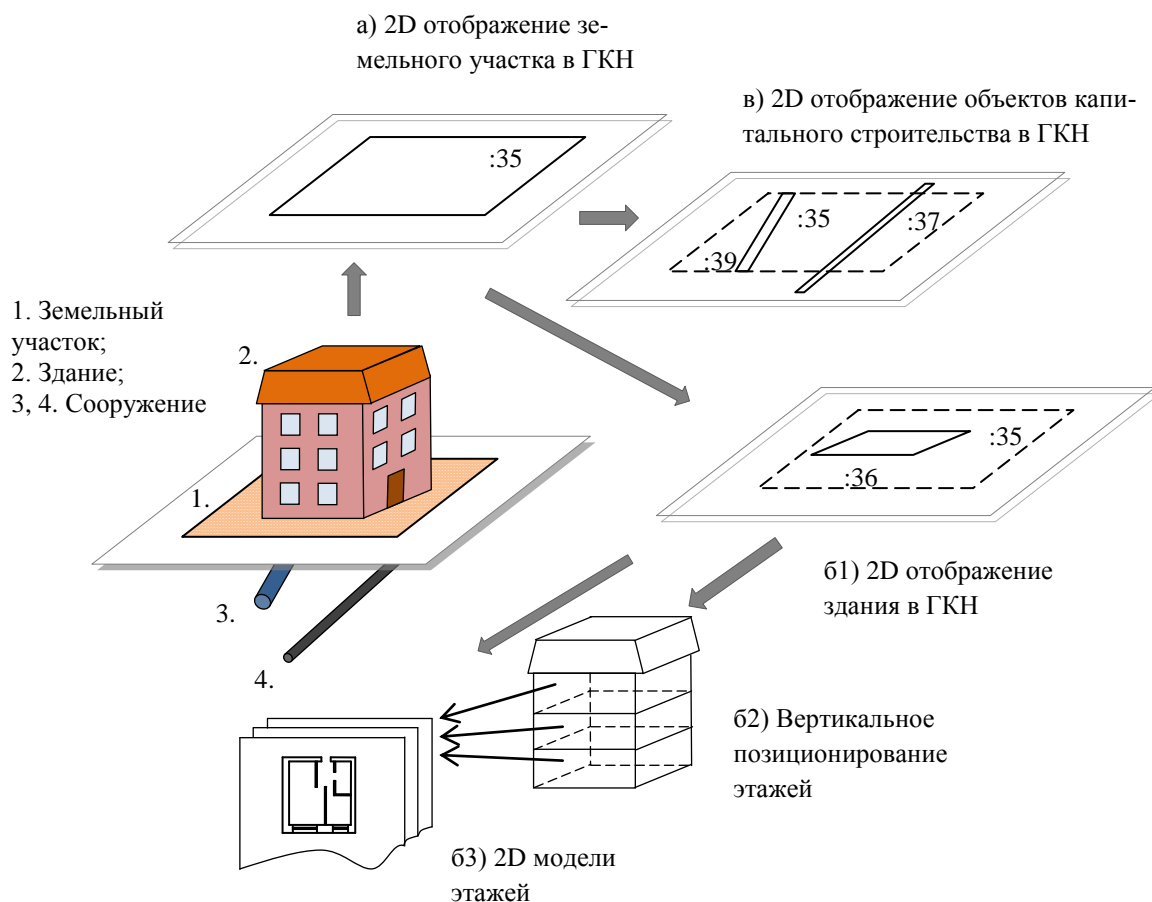 а) 2D отображение зе-
мельного участка в ГКН
:35
в) 2D отображение объектов капи-
тального строительства в ГКН
:35
:37
:39
1. Земельный
участок;
2. Здание;
3, 4. Сооружение
2.
1.
3.
4.
:35
:36
б1) 2D отображение
здания в ГКН
б2) Вертикальное
позиционирование
этажей
б3) 2D модели
этажей